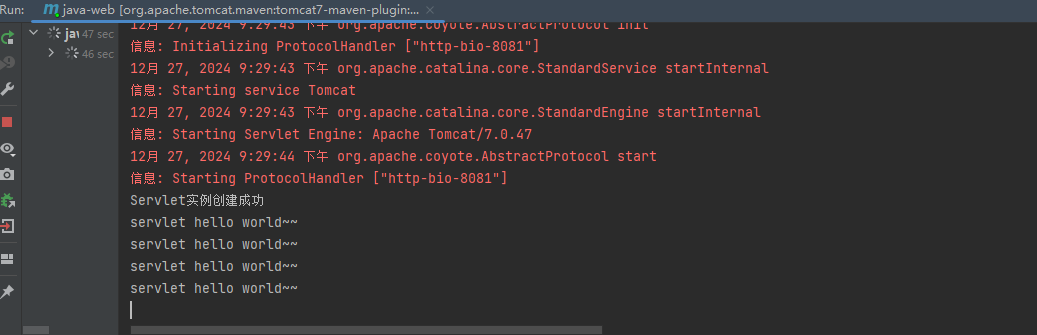 Run:
java-web [org.apache.tomcat.maven:tomcat7-maven-plugin:...
47 sec
46 sec
12月 27, 2024 9:29:43 下午 org.apache.coyote.AbstractProtocol init
信息: Initializing ProtocolHandler ["http-bio-8081"]
12月 27, 2024 9:29:43 下午 org.apache.catalina.core.StandardService startInternal
信息: Starting service Tomcat
12月 27, 2024 9:29:43 下午 org.apache.catalina.core.StandardEngine startInternal
信息: Starting Servlet Engine: Apache Tomcat/7.0.47
12月 27, 2024 9:29:44 下午 org.apache.coyote.AbstractProtocol start
信息: Starting ProtocolHandler ["http-bio-8081"]
Servlet实例创建成功
servlet hello world~~
servlet hello world~~
servlet hello world~~
servlet hello world~~